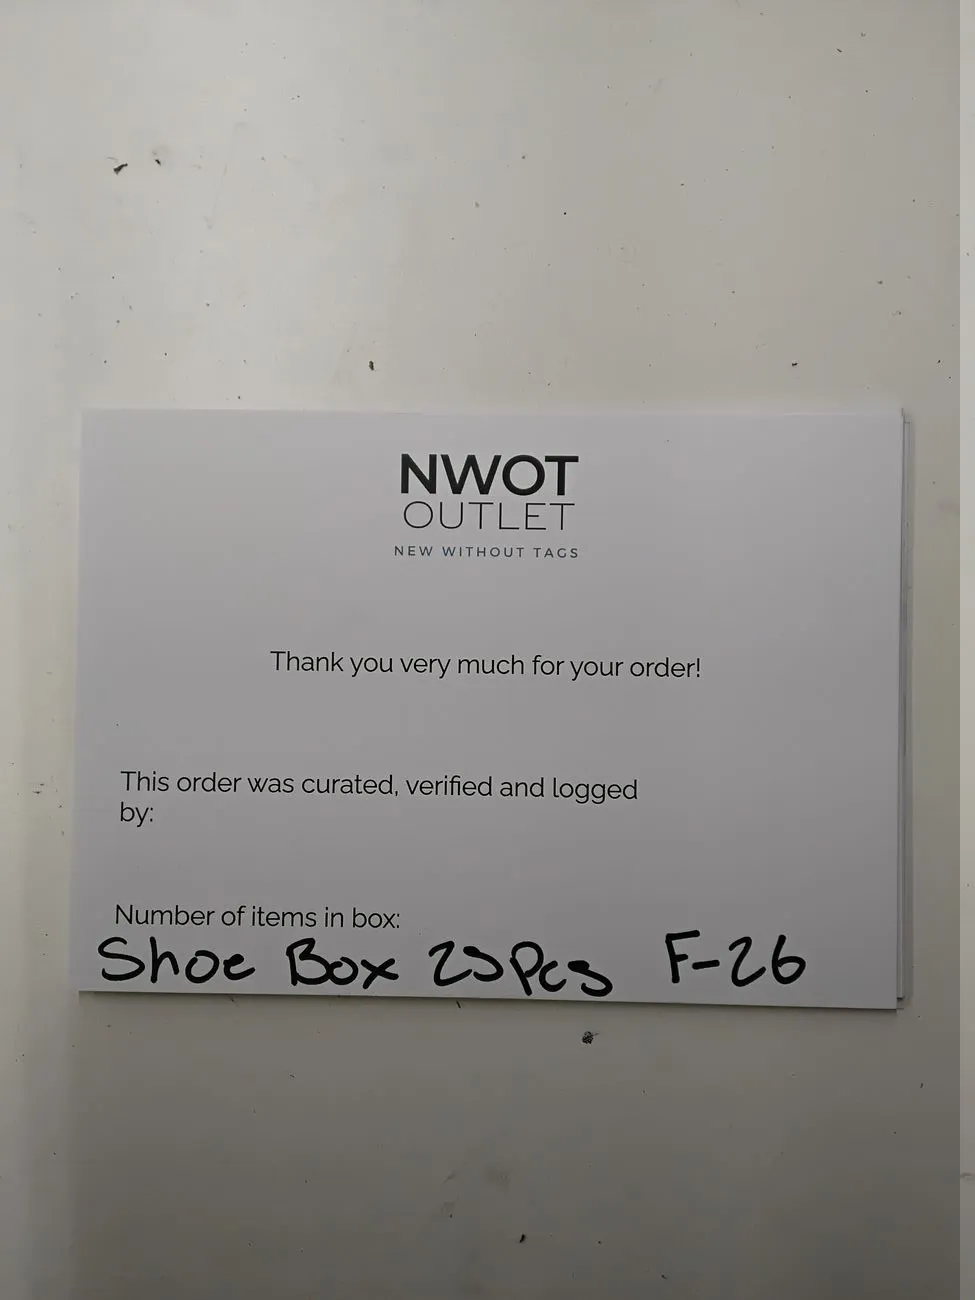 NWOT
OUTLET
NEW WITHOUT TAGS
Thank you very much for your order!
This order was curated, verified and logged
by:
Number of items in box:
Shoe Box 25Pcs F-26